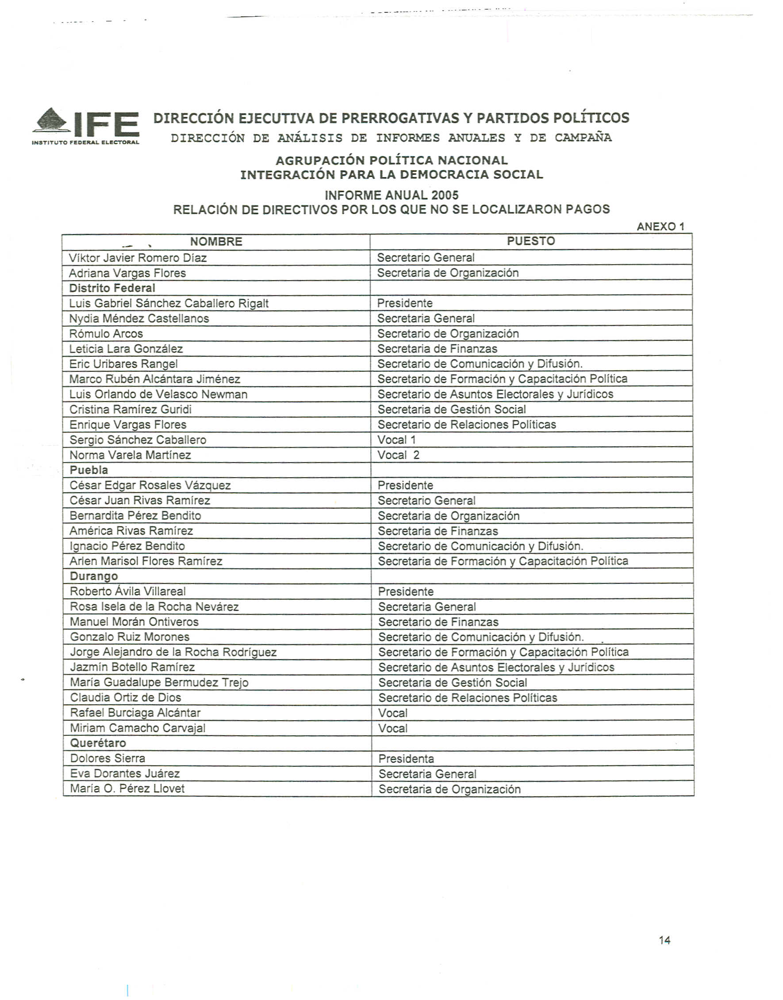 IFE
INSTITUTO FEDERAL ELECTORAL
DIRECCIÓN EJECUTIVA DE PRERROGATIVAS Y PARTIDOS POLÍTICOS
DIRECCIÓN DE ANÁLISIS DE INFORMES ANUALES Y DE CAMPAÑA
AGRUPACIÓN POLÍTICA NACIONAL
INTEGRACIÓN PARA LA DEMOCRACIA SOCIAL
INFORME ANUAL 2005
RELACIÓN DE DIRECTIVOS POR LOS QUE NO SE LOCALIZARON PAGOS
ANEXO 1
NOMBRE PUESTO
Víktor Javier Romero Díaz Secretario General
Adriana Vargas Flores Secretaria de Organización
Distrito Federal
Luis Gabriel Sánchez Caballero Rigalt Presidente
Nydia Méndez Castellanos Secretaria General
Rómulo Arcos Secretario de Organización
Leticia Lara González Secretaria de Finanzas
Eric Uribares Rangel Secretario de Comunicación y Difusión.
Marco Rubén Alcántara Jiménez Secretario de Formación y Capacitación Política
Luis Orlando de Velasco Newman Secretario de Asuntos Electorales y Jurídicos
Cristina Ramírez Guridi Secretaria de Gestión Social
Enrique Vargas Flores Secretario de Relaciones Políticas
Sergio Sánchez Caballero Vocal 1
Norma Varela Martínez Vocal 2
Puebla
César Edgar Rosales Vázquez Presidente
César Juan Rivas Ramírez Secretario General
Bernardita Pérez Bendito Secretaria de Organización
América Rivas Ramírez Secretaria de Finanzas
Ignacio Pérez Bendito Secretario de Comunicación y Difusión.
Arlen Marisol Flores Ramírez Secretaria de Formación y Capacitación Política
Durango
Roberto Ávila Villareal Presidente
Rosa Isela de la Rocha Nevárez Secretaria General
Manuel Morán Ontiveros Secretario de Finanzas
Gonzalo Ruiz Morones Secretario de Comunicación y Difusión.
Jorge Alejandro de la Rocha Rodríguez Secretario de Formación y Capacitación Política
Jazmín Botello Ramírez Secretario de Asuntos Electorales y Jurídicos
María Guadalupe Bermudez Trejo Secretaria de Gestión Social
Claudia Ortiz de Dios Secretario de Relaciones Políticas
Rafael Burciaga Alcántar Vocal
Miriam Camacho Carvajal Vocal
Querétaro
Dolores Sierra Presidenta
Eva Dorantes Juárez Secretaria General
María O. Pérez Llovet Secretaria de Organización
14